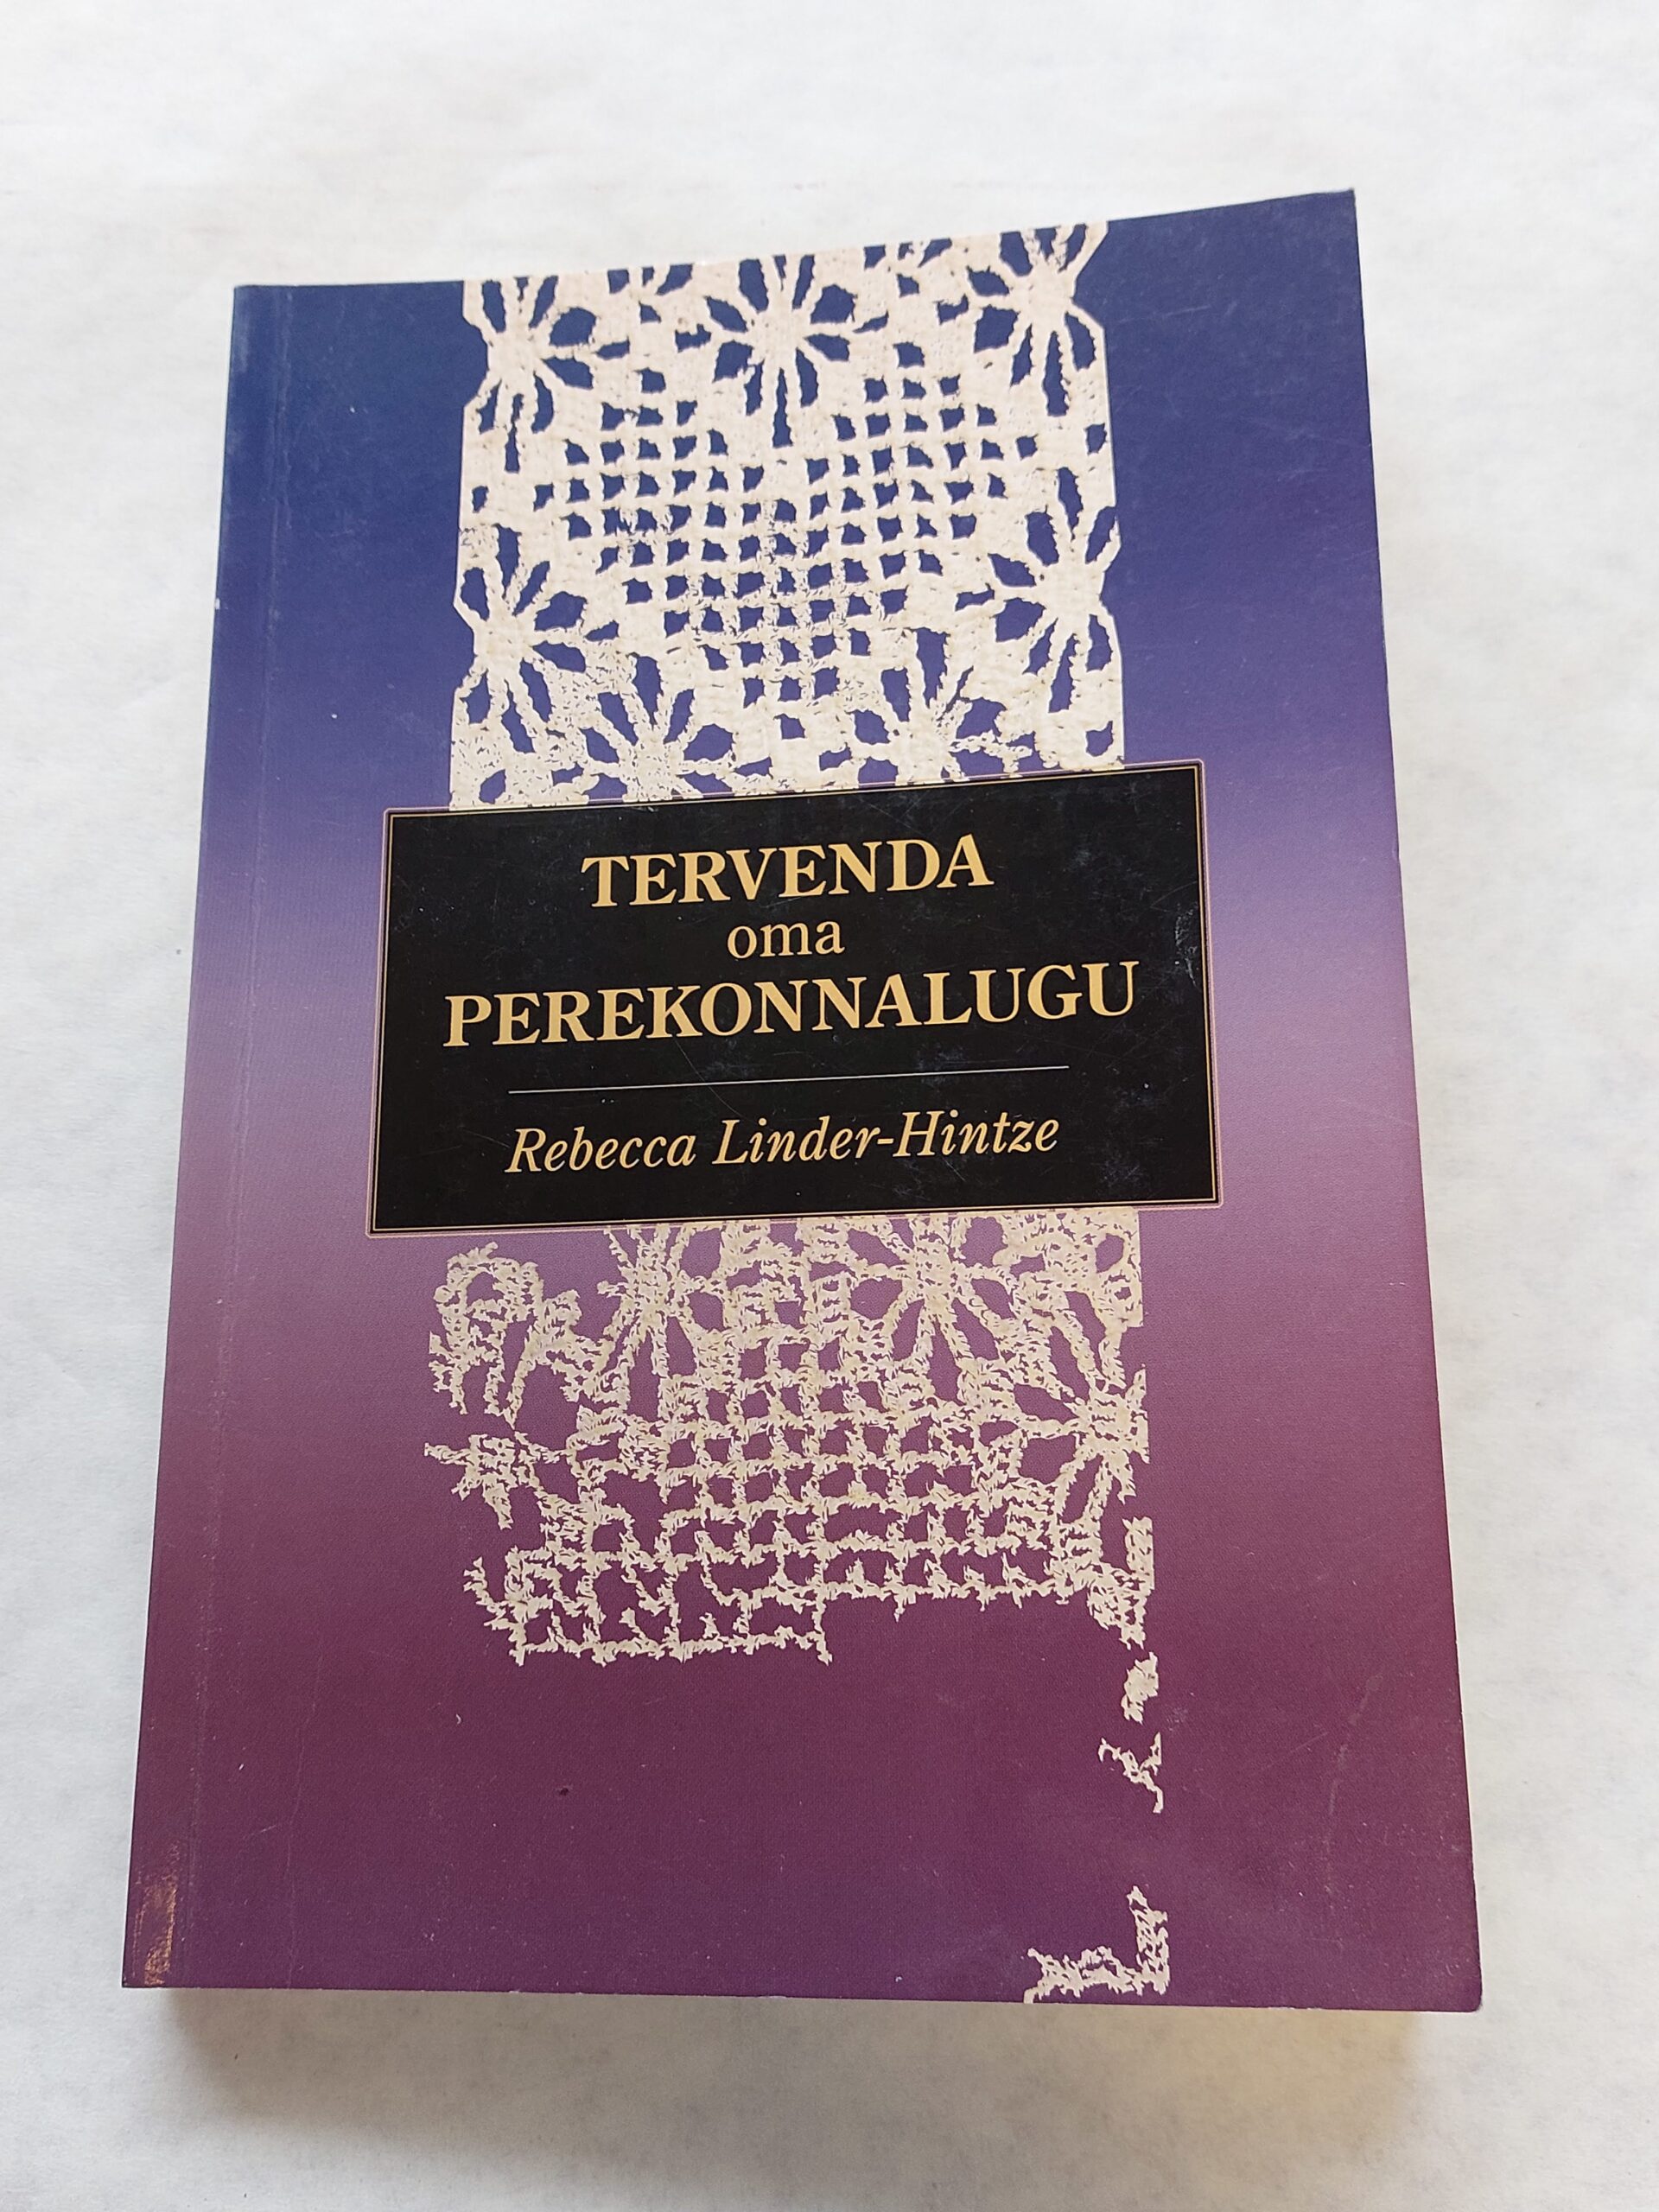 TERVENDA
oma
PEREKONNALUGU
Rebecca Linder-Hintze